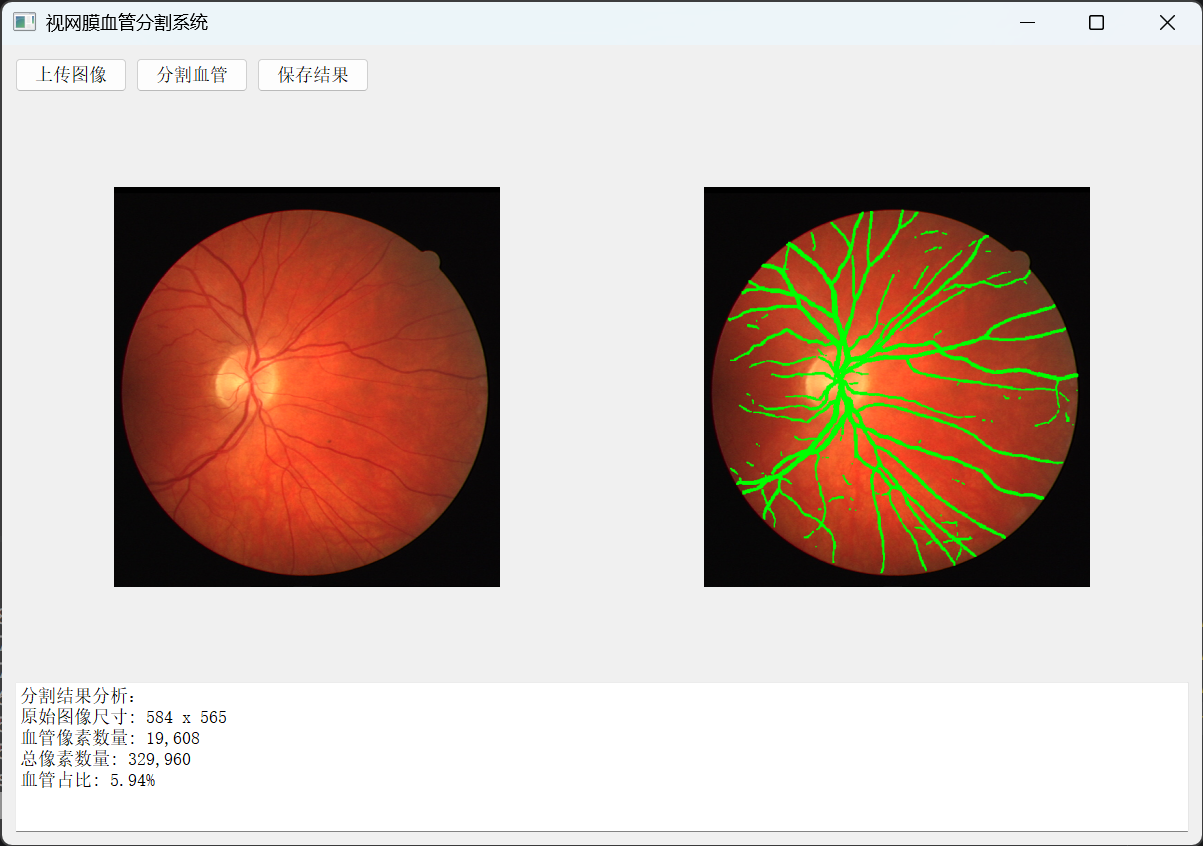 视网膜血管分割系统
上传图像 分割血管 保存结果
分割结果分析:
原始图像尺寸: 584 x 565
血管像素数量: 19,608
总像素数量: 329,960
血管占比: 5.94%